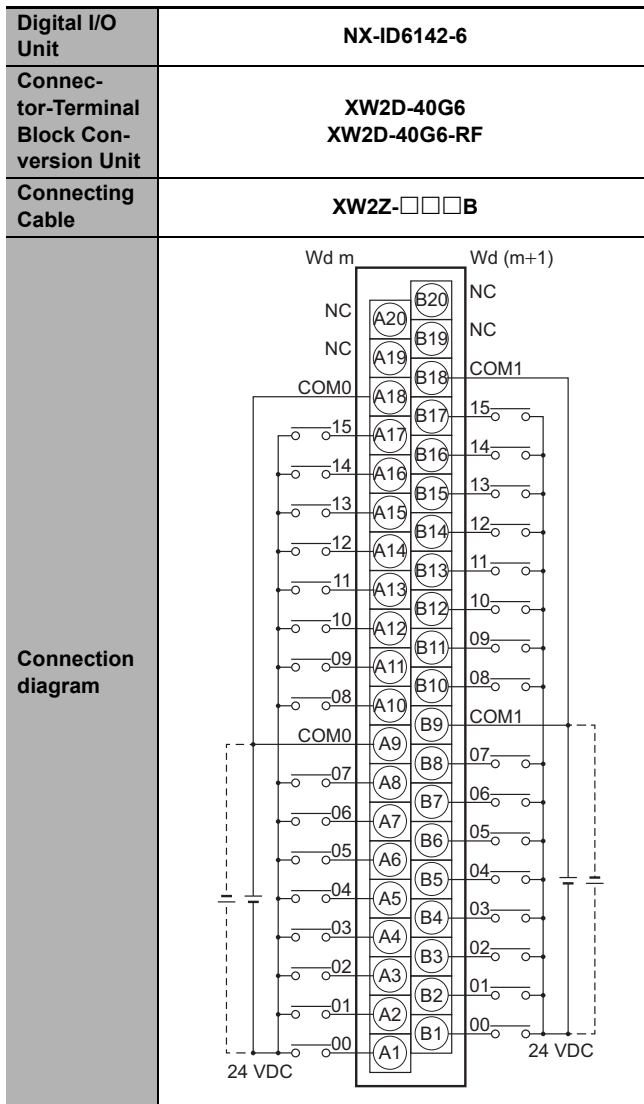 Digital I/O
Unit
NX-ID6142-6
Connec-
tor-Terminal
Block Con-
version Unit
XW2D-40G6
XW2D-40G6-RF
Connecting
Cable
XW2Z-□□□B
Connection
diagram
Wd m
Wd (m+1)
B20 NC
NC A20
B19 NC
NC A19
B18 COM1
COM0 A18
B17 15
15 A17
B16 14
14 A16
B15 13
13 A15
B14 12
12 A14
B13 11
11 A13
B12 10
10 A12
B11 09
09 A11
B10 08
08 A10
B9 COM1
COM0 A9
B8 07
07 A8
B7 06
06 A7
B6 05
05 A6
B5 04
04 A5
B4 03
03 A4
B3 02
02 A3
B2 01
01 A2
B1 00
00 A1
24 VDC
24 VDC